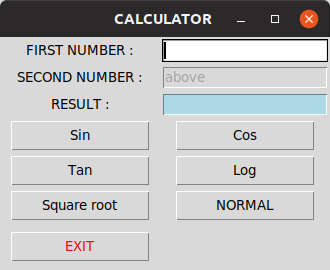 CALCULATOR
FIRST NUMBER :
SECOND NUMBER : above
RESULT :
Sin Cos
Tan Log
Square root NORMAL
EXIT